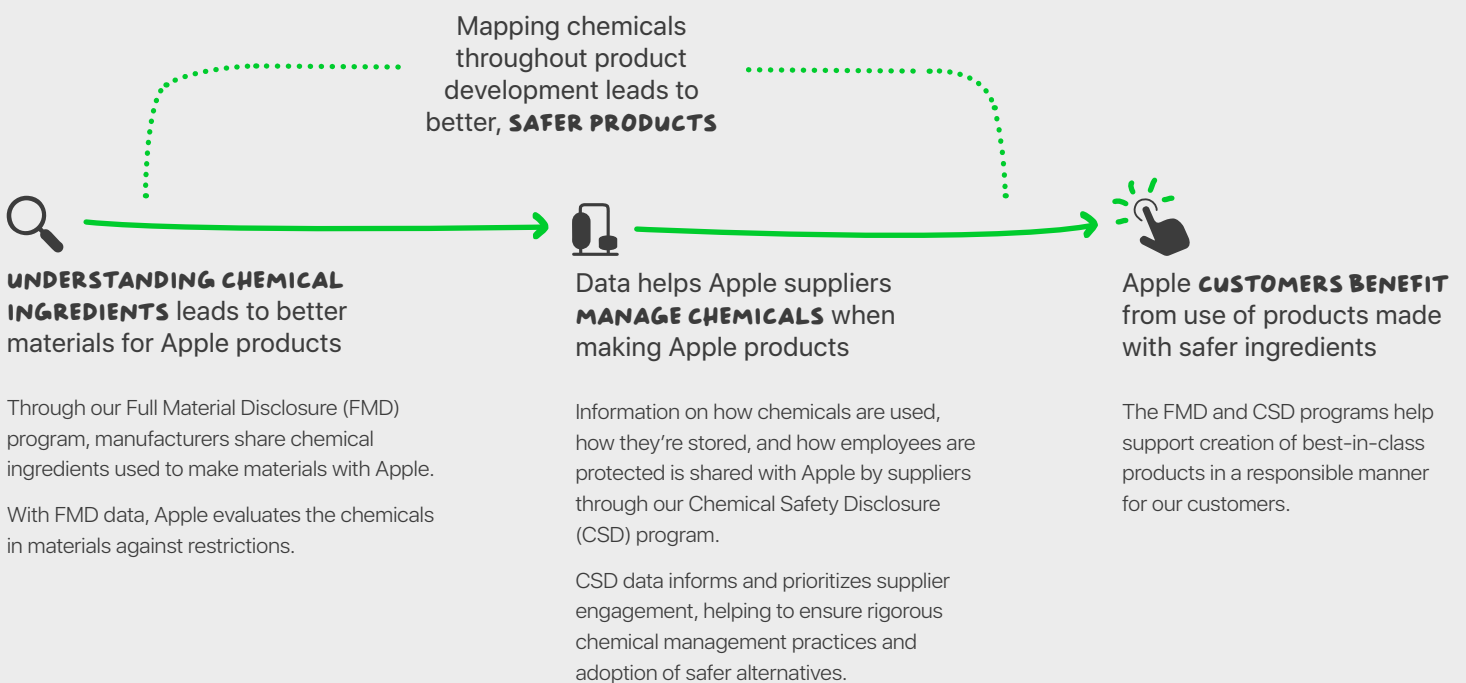 Mapping chemicals
throughout product
development leads to
better, SAFER PRODUCTS
UNDERSTANDING CHEMICAL
INGREDIENTS leads to better
materials for Apple products
Through our Full Material Disclosure (FMD)
program, manufacturers share chemical
ingredients used to make materials with Apple.
With FMD data, Apple evaluates the chemicals
in materials against restrictions.
Data helps Apple suppliers
MANAGE CHEMICALS when
making Apple products
Information on how chemicals are used,
how they’re stored, and how employees are
protected is shared with Apple by suppliers
through our Chemical Safety Disclosure
(CSD) program.
CSD data informs and prioritizes supplier
engagement, helping to ensure rigorous
chemical management practices and
adoption of safer alternatives.
Apple CUSTOMERS BENEFIT
from use of products made
with safer ingredients
The FMD and CSD programs help
support creation of best-in-class
products in a responsible manner
for our customers.